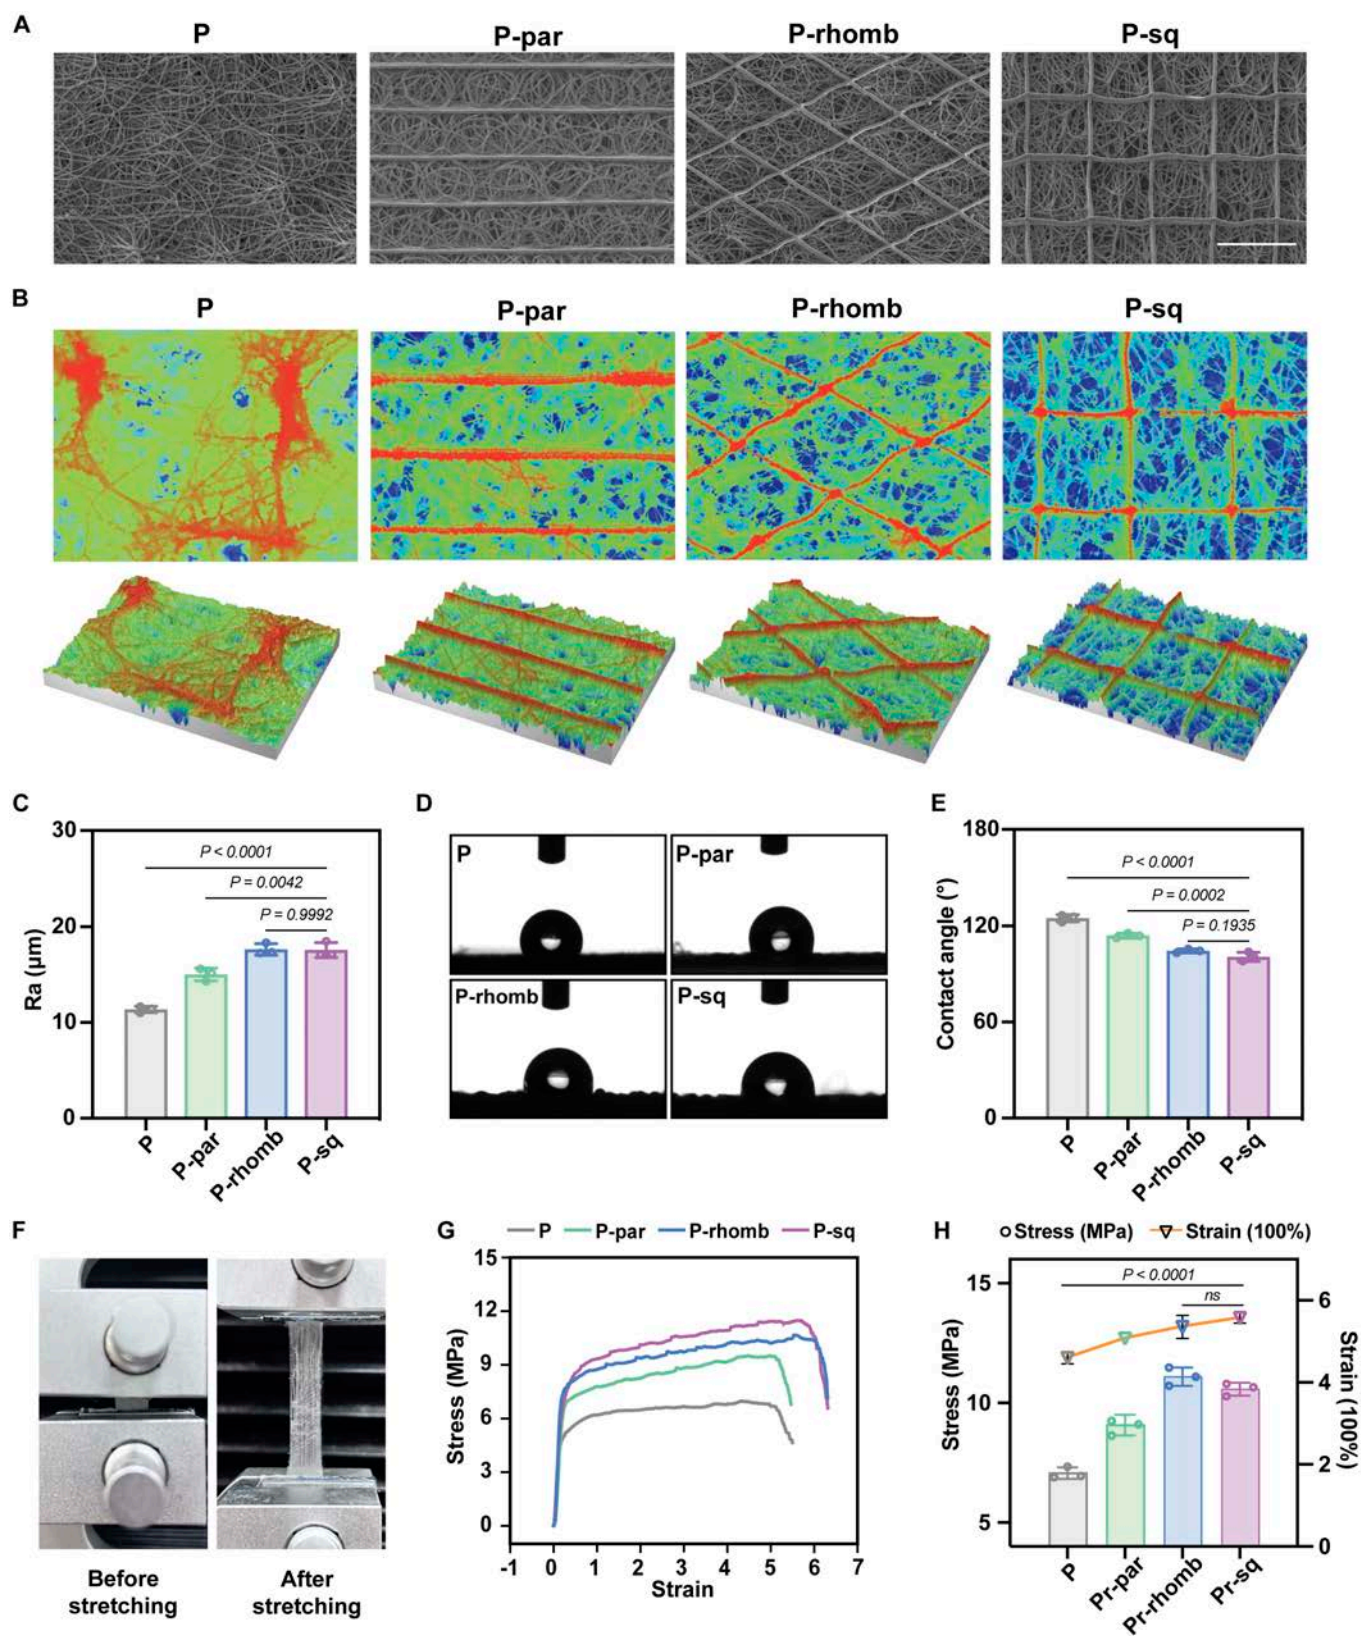 A
P
P-par
P-rhomb
P-sq
B
P
P-par
P-rhomb
P-sq
C
30
20
10
0
Ra (µm)
P < 0.0001
P = 0.0042
P = 0.9992
P
P-par
P-rhomb
P-sq
D
P
P-par
P-rhomb
P-sq
E
180
120
60
0
Contact angle (°)
P < 0.0001
P = 0.0002
P = 0.1935
P
P-par
P-rhomb
P-sq
F
Before
stretching
After
stretching
G
P
P-par
P-rhomb
P-sq
15
12
9
6
3
0
Stress (MPa)
-1 0 1 2 3 4 5 6 7
Strain
H
Stress (MPa)
Strain (100%)
P < 0.0001
ns
15
10
5
Stress (MPa)
6
4
2
0
Strain (100%)
P
Pr-par
Pr-rhomb
Pr-sq